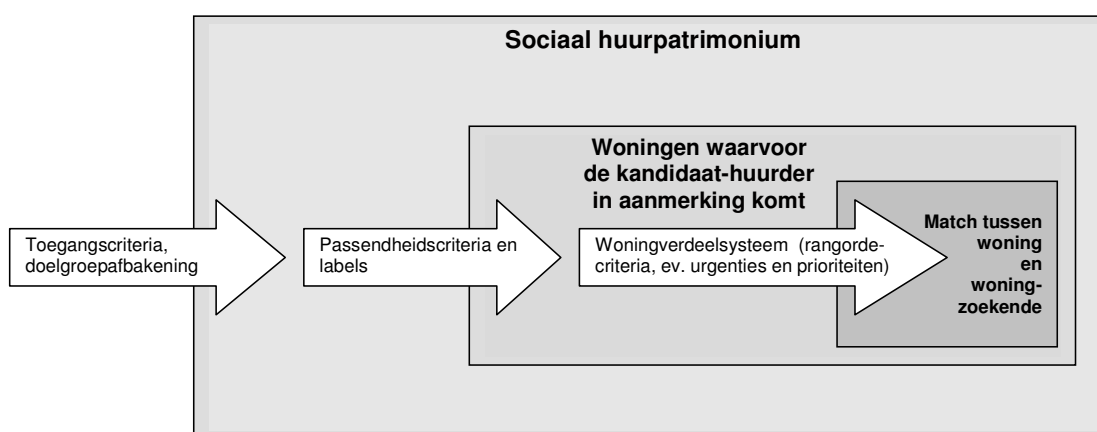 Sociaal huurpatrimonium
Woningen waarvoor
de kandidaat-huurder
in aanmerking komt
Toegangscriteria,
doelgroepafbakening
Passendheidscriteria en
labels
Woningverdeelsysteem (rangorde-
criteria, ev. urgenties en prioriteiten)
Match tussen
woning
en
woning-
zoekende